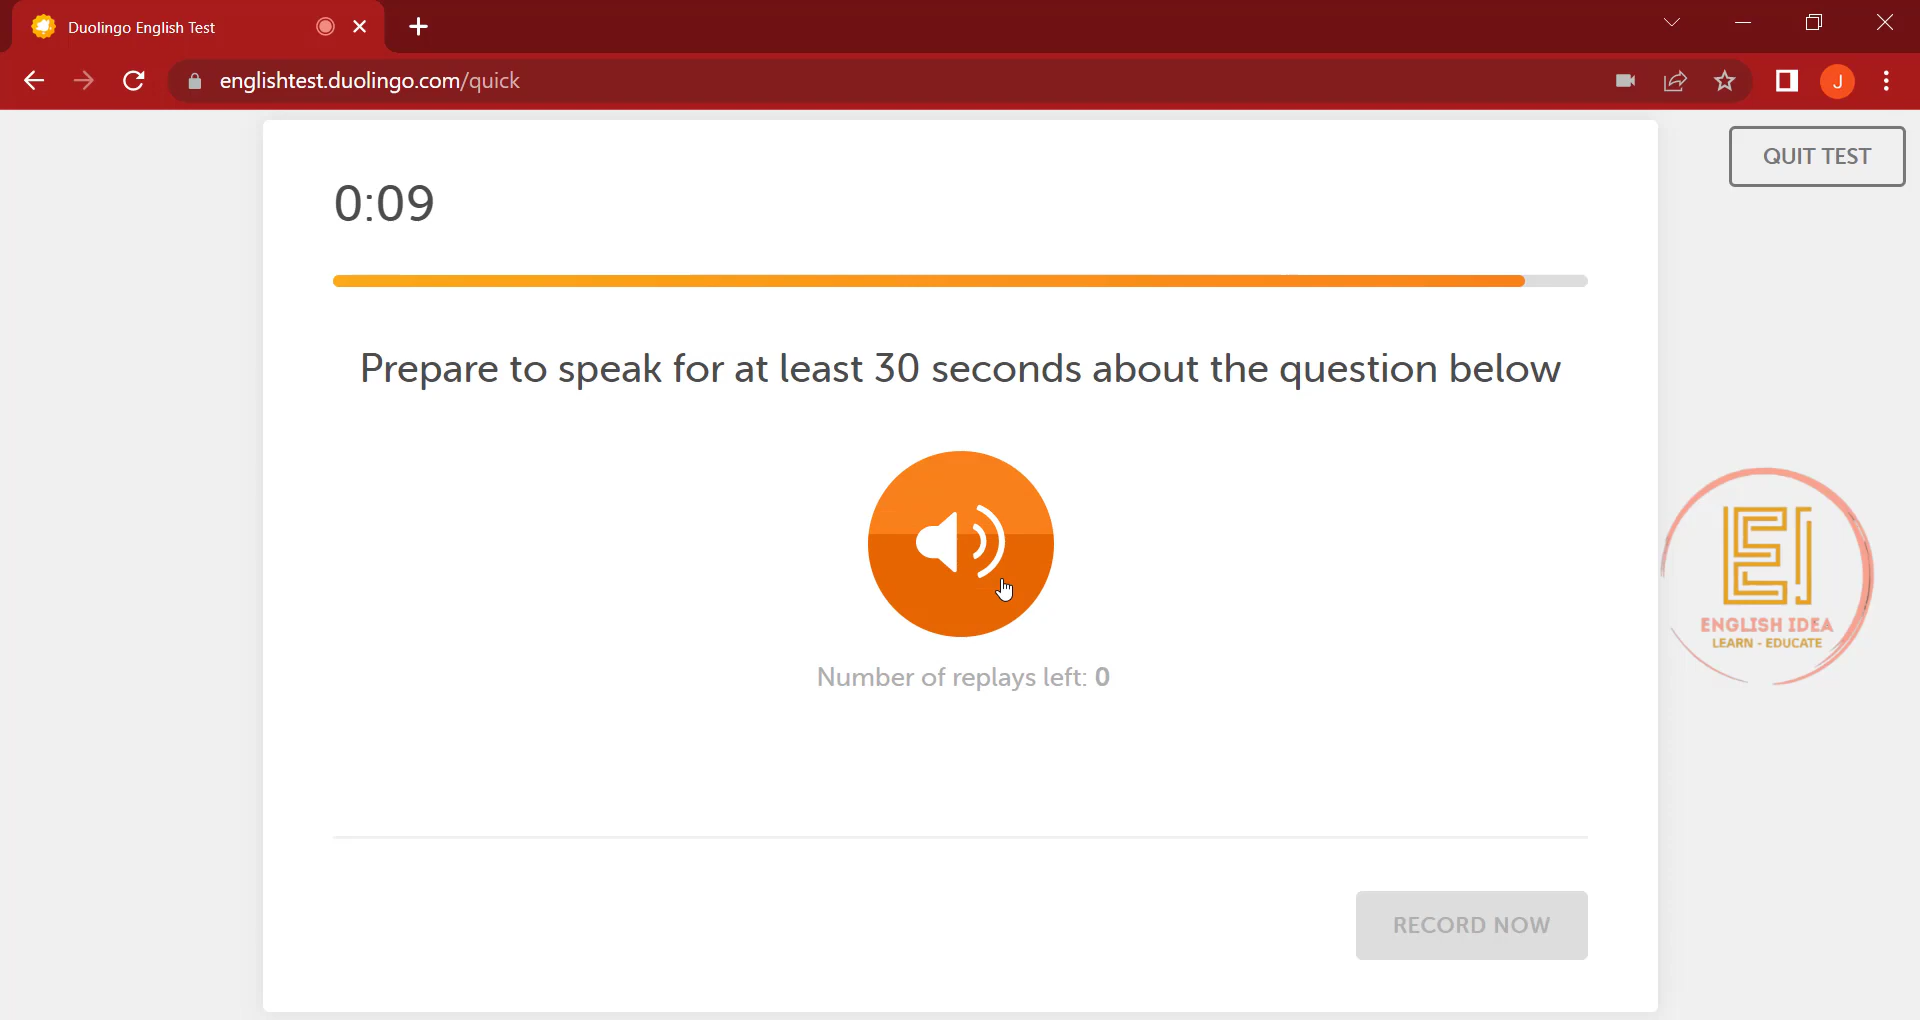 Duolingo English Test
englishtest.duolingo.com/quick
J
QUIT TEST
0:09
Prepare to speak for at least 30 seconds about the question below
Number of replays left: 0
EI
ENGLISH IDEA
LEARN - EDUCATE
RECORD NOW